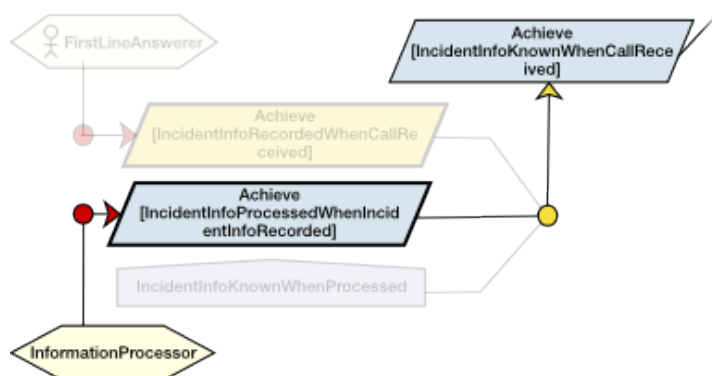 FirstLineAnswerer
Achieve
[IncidentInfoKnownWhenCallRece
ived]
Achieve
[IncidentInfoRecordedWhenCallRe
ceived]
Achieve
[IncidentInfoProcessedWhenIncid
entInfoRecorded]
IncidentInfoKnownWhenProcessed
InformationProcessor